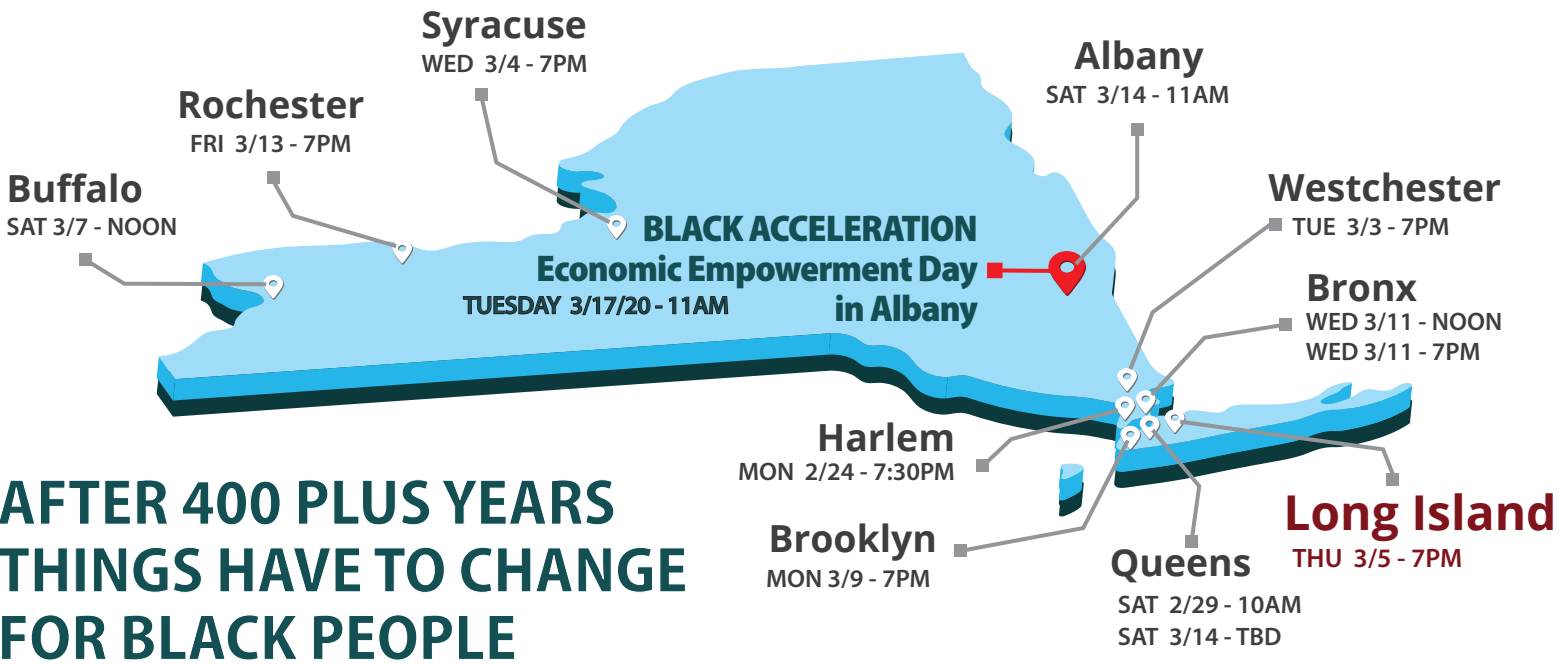 Syracuse
WED 3/4 - 7PM
Albany
SAT 3/14 - 11AM
Rochester
FRI 3/13 - 7PM
Buffalo
SAT 3/7 - NOON
Westchester
TUE 3/3 - 7PM
BLACK ACCELERATION
Economic Empowerment Day
TUESDAY 3/17/20 - 11AM
in Albany
Bronx
WED 3/11 - NOON
WED 3/11 - 7PM
Harlem
MON 2/24 - 7:30PM
Long Island
THU 3/5 - 7PM
Brooklyn
MON 3/9 - 7PM
Queens
SAT 2/29 - 10AM
SAT 3/14 - TBD
AFTER 400 PLUS YEARS
THINGS HAVE TO CHANGE
FOR BLACK PEOPLE